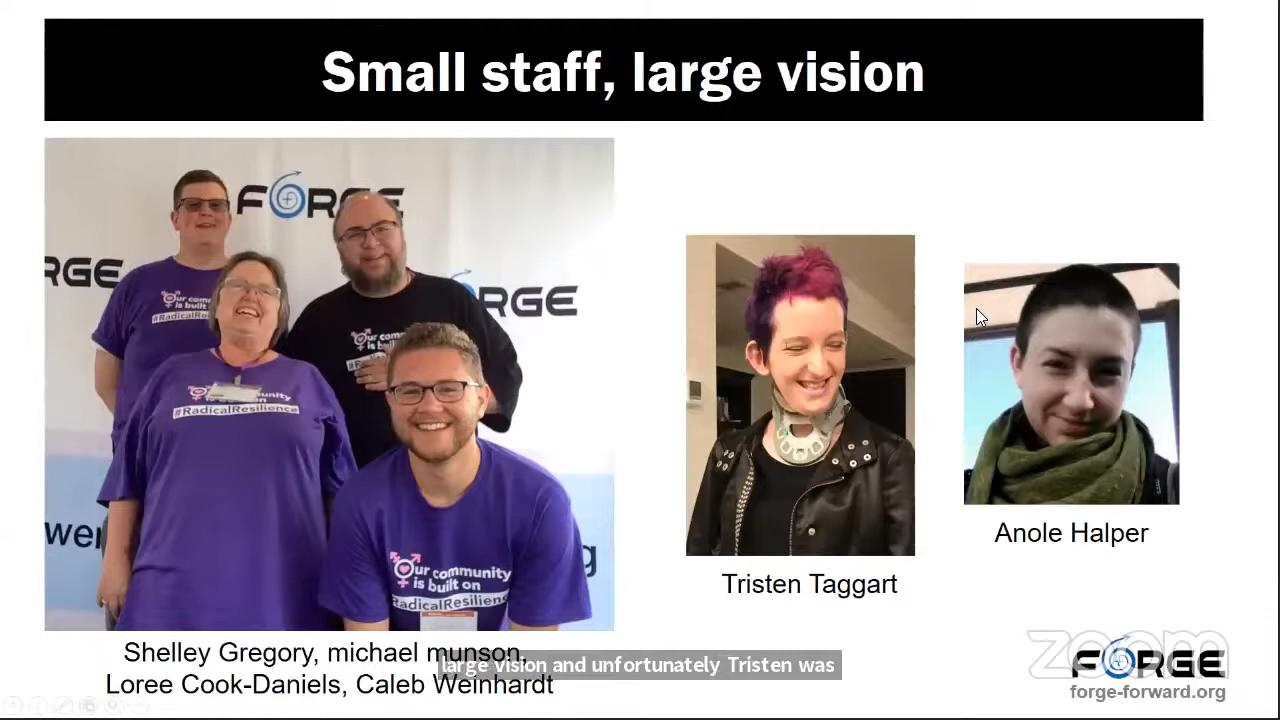 Small staff, large vision
FORGE
RGE
ORGE
Our community
is built on
#RadicalResilience
Our commu
is built on
#RadicalResilience
Our community
is built on
RadicalResilience
Tristen Taggart
Anole Halper
Shelley Gregory, michael munson,
Loree Cook-Daniels, Caleb Weinhardt
large vision and unfortunately Tristen was
zoom
FORGE
forge-forward.org